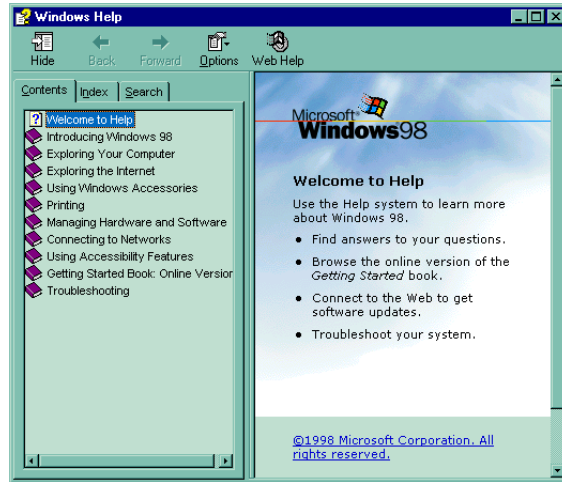 Windows Help
Hide Back Forward Options Web Help
Contents Index Search
Welcome to Help
Introducing Windows 98
Exploring Your Computer
Exploring the Internet
Using Windows Accessories
Printing
Managing Hardware and Software
Connecting to Networks
Using Accessibility Features
Getting Started Book: Online Version
Troubleshooting
Microsoft
Windows98
Welcome to Help
Use the Help system to learn more
about Windows 98.
• Find answers to your questions.
• Browse the online version of the
Getting Started book.
• Connect to the Web to get
software updates.
• Troubleshoot your system.
©1998 Microsoft Corporation. All
rights reserved.